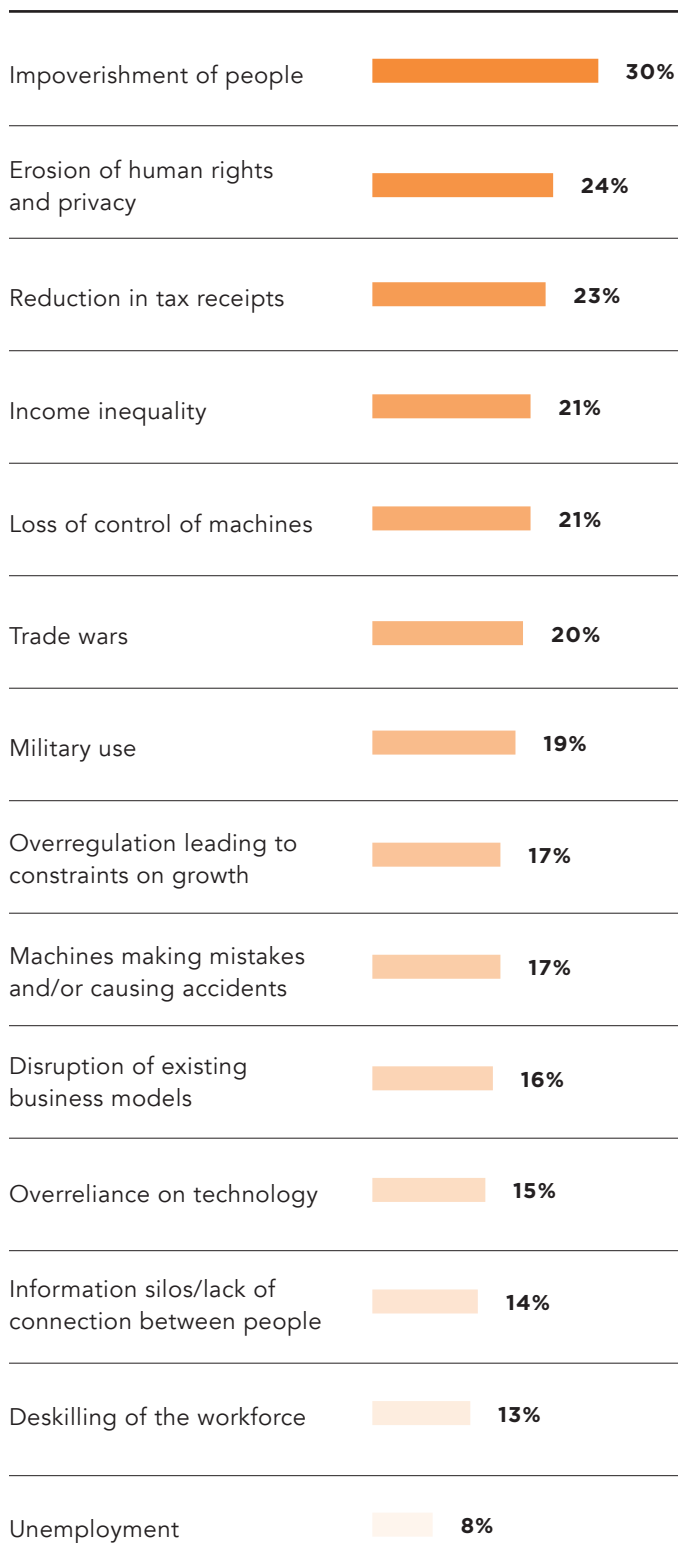 Impoverishment of people 30%
Erosion of human rights
and privacy 24%
Reduction in tax receipts 23%
Income inequality 21%
Loss of control of machines 21%
Trade wars 20%
Military use 19%
Overregulation leading to
constraints on growth 17%
Machines making mistakes
and/or causing accidents 17%
Disruption of existing
business models 16%
Overreliance on technology 15%
Information silos/lack of
connection between people 14%
Deskilling of the workforce 13%
Unemployment 8%